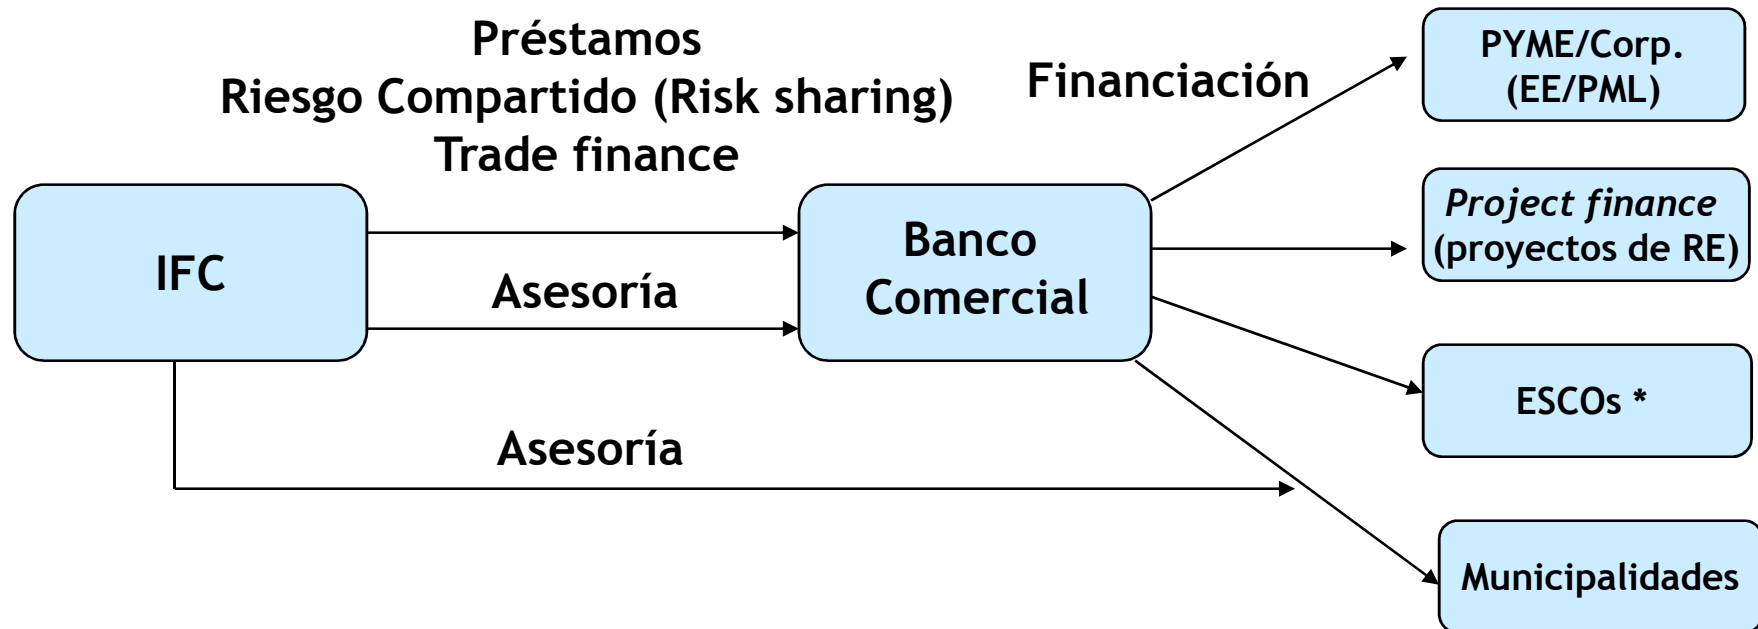 Préstamos
Riesgo Compartido (Risk sharing)
Trade finance
Financiación
PYME/Corp.
(EE/PML)
IFC
Asesoría
Banco
Comercial
Project finance
(proyectos de RE)
ESCOs *
Asesoría
Municipalidades